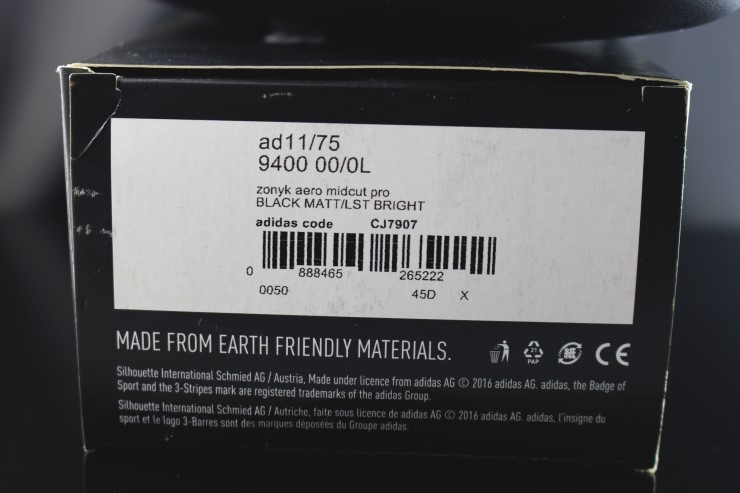 ad11/75
9400 00/0L
zonyk aero midcut pro
BLACK MATT/LST BRIGHT
adidas code CJ7907
0 888465 265222
0050 45D X
MADE FROM EARTH FRIENDLY MATERIALS.
21
PAP
紙
CE
Silhouette International Schmied AG / Austria, Made under licence from adidas AG © 2016 adidas AG. adidas, the Badge of
Sport and the 3-Stripes mark are registered trademarks of the adidas Group.
Silhouette International Schmied AG / Autriche, faite sous licence de adidas AG © 2016 adidas AG. adidas, l'insigne du
sport et le logo 3-Barres sont des marques déposées du Groupe adidas.